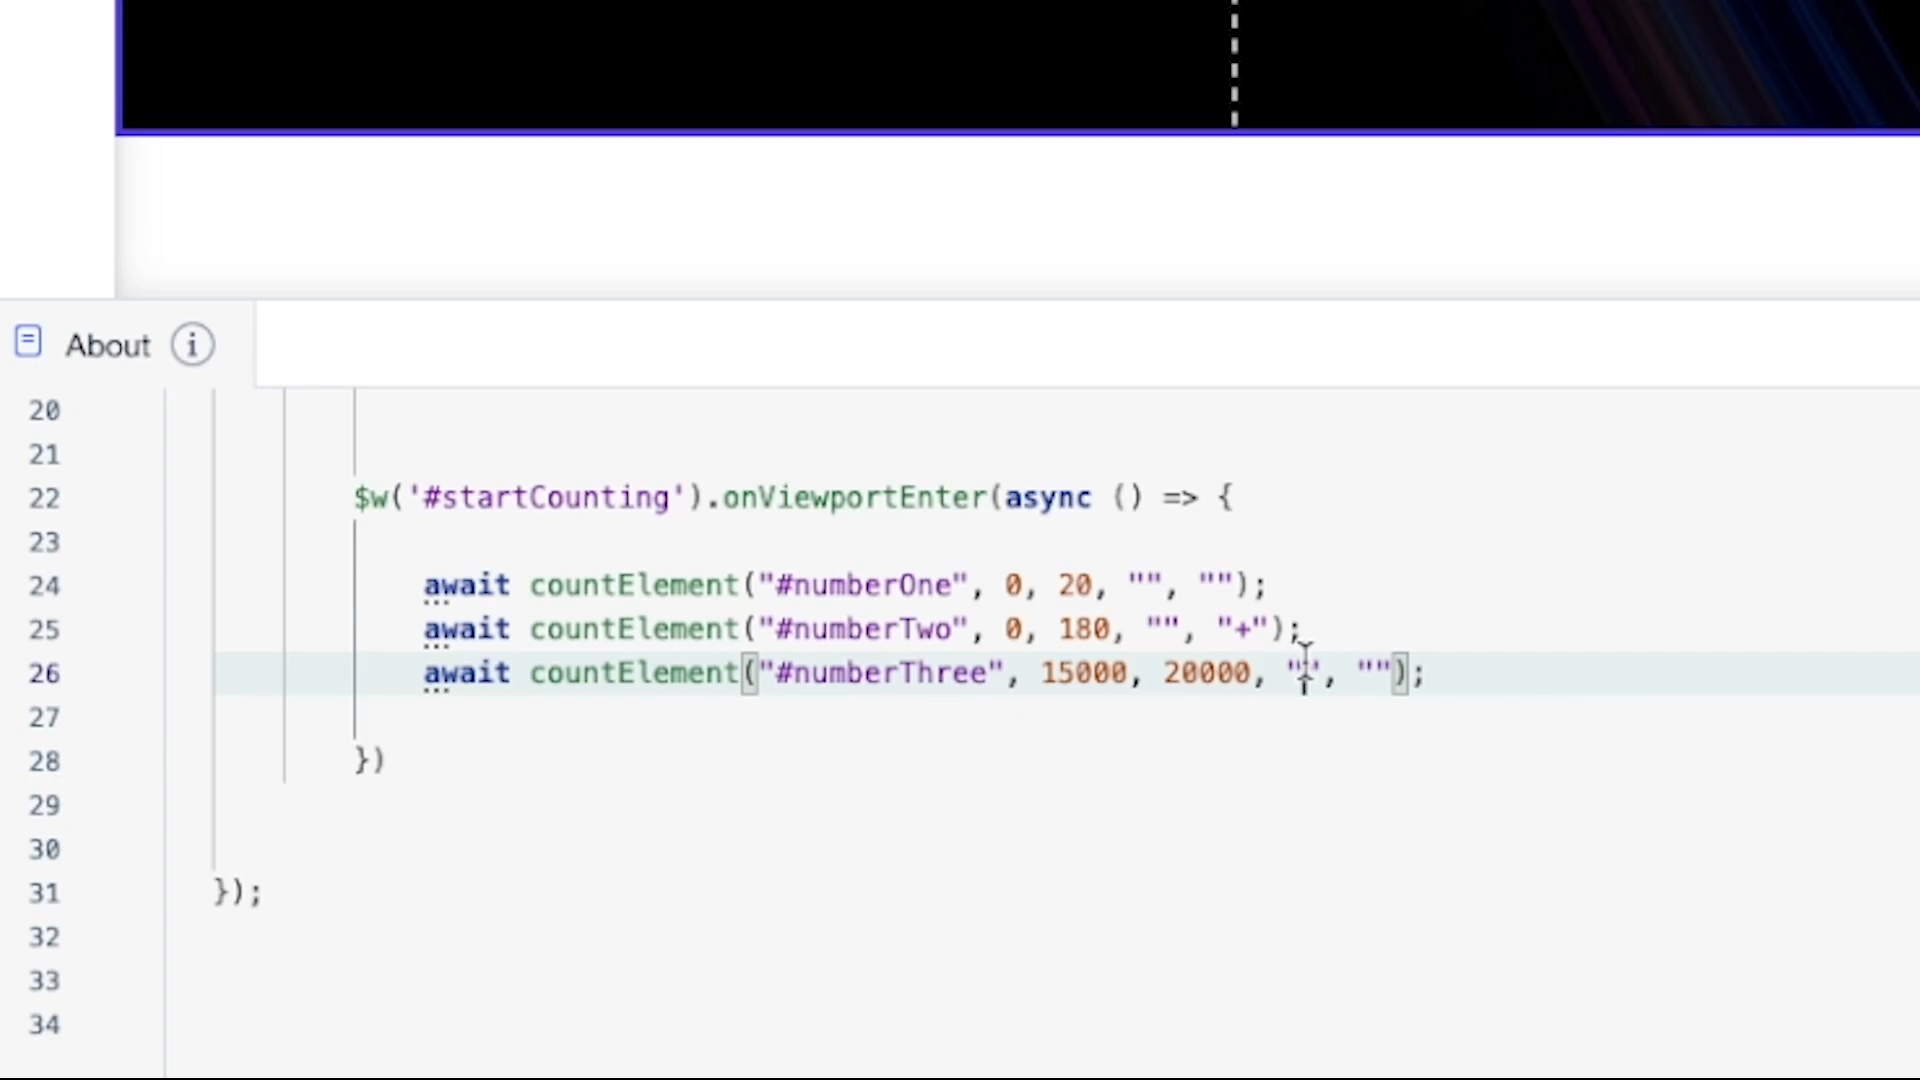 About
20
21
22 $w('#startCounting').onViewportEnter(async () => {
23
24 await countElement("#numberOne", 0, 20, "", "");
25 await countElement("#numberTwo", 0, 180, "", "+");
26 await countElement("#numberThree", 15000, 20000, "", "");
27
28 })
29
30
31 });
32
33
34